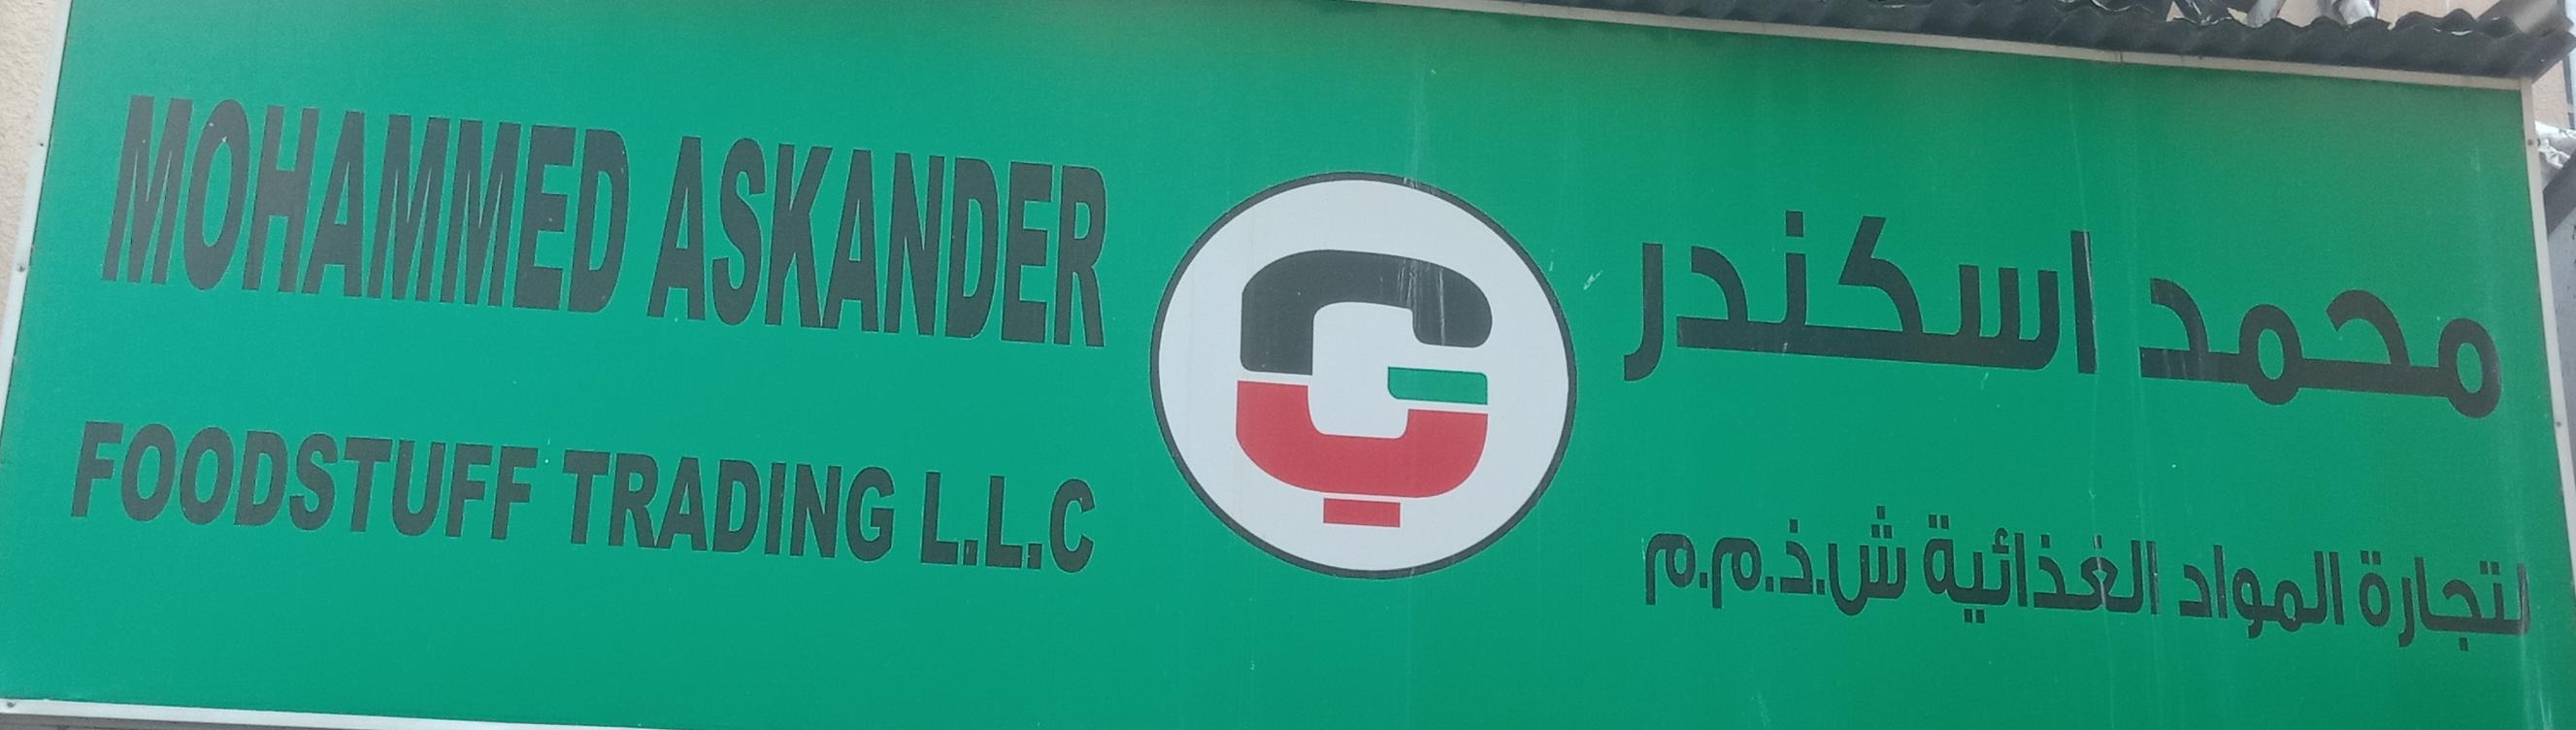 MOHAMMED ASKANDER
FOODSTUFF TRADING L.L.C
محمد اسكندر
لتجارة المواد الغذائية ش.ذ.م.م